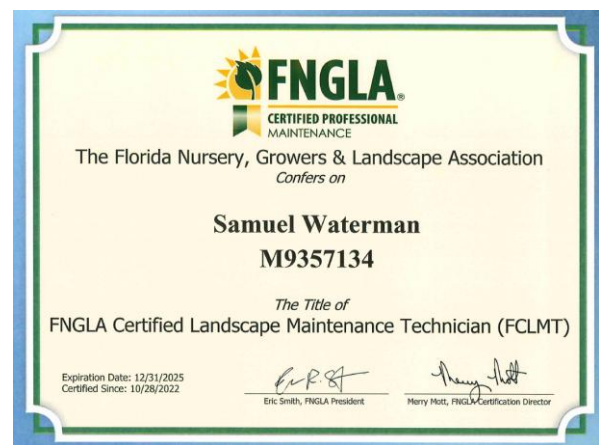 FNGLA®
CERTIFIED PROFESSIONAL
MAINTENANCE
The Florida Nursery, Growers & Landscape Association
Confers on
Samuel Waterman
M9357134
The Title of
FNGLA Certified Landscape Maintenance Technician (FCLMT)
Expiration Date: 12/31/2025
Certified Since: 10/28/2022
Eric Smith, FNGLA President
Merry Mott, FNGLA Certification Director